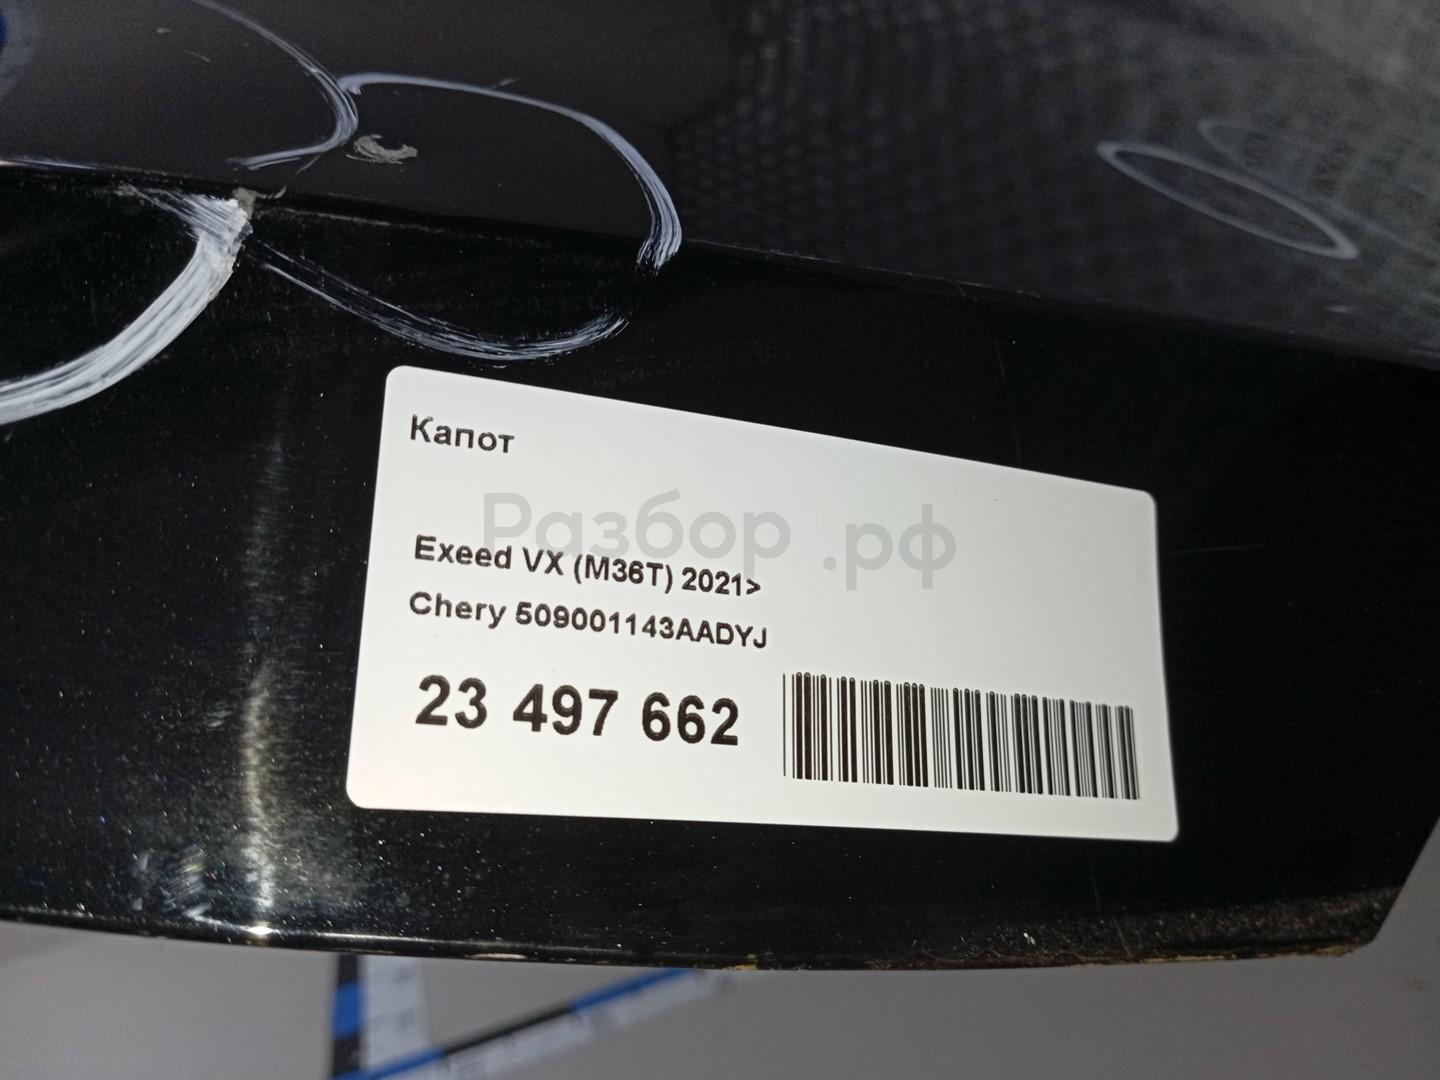 Капот
Разбор.рф
Exeed VX (M36T) 2021>
Chery 509001143AADYJ
23 497 662